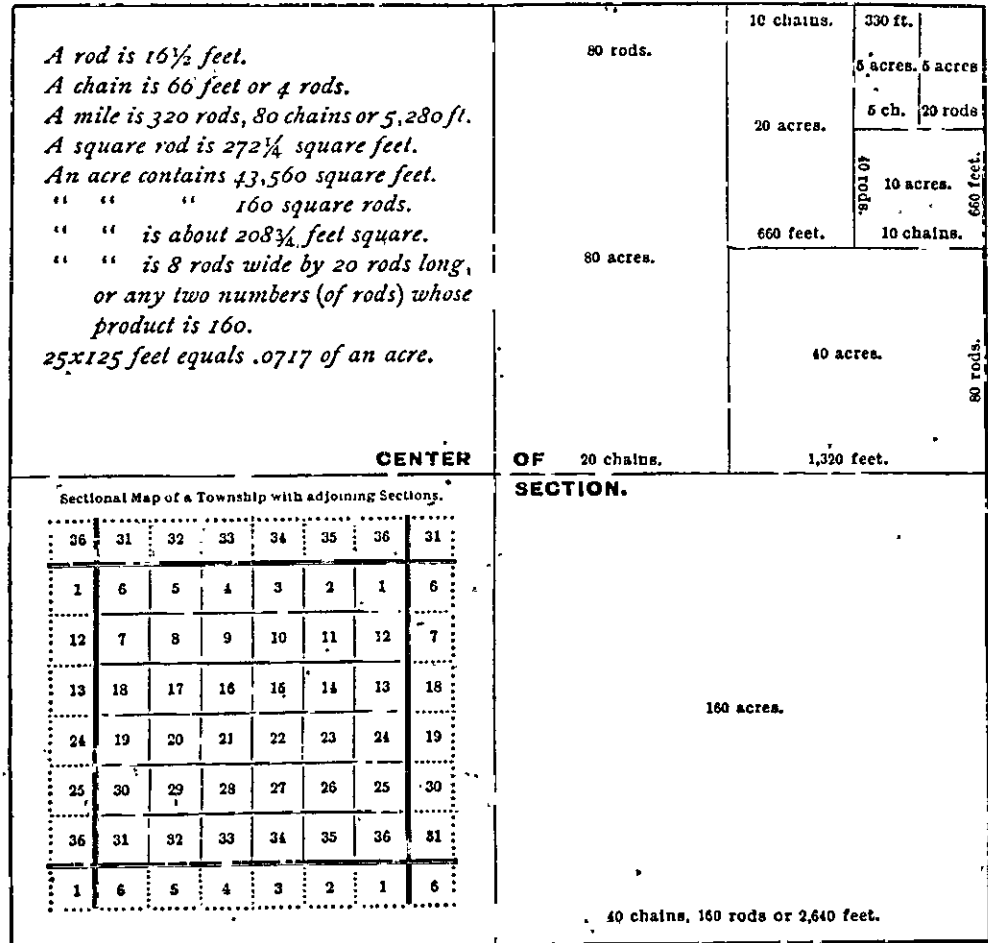 A rod is 16½ feet.
A chain is 66 feet or 4 rods.
A mile is 320 rods, 80 chains or 5,280 ft.
A square rod is 272¼ square feet.
An acre contains 43,560 square feet.
“ “ “ 160 square rods.
“ “ is about 208¾ feet square.
“ “ is 8 rods wide by 20 rods long,
or any two numbers (of rods) whose
product is 160.
25x125 feet equals .0717 of an acre.
80 rods.
80 acres.
20 chains.
10 chains.
20 acres.
660 feet.
330 ft.
5 acres. 5 acres
5 ch. 20 rods
40 rods.
10 acres.
660 feet.
10 chains.
40 acres.
80 rods.
1,320 feet.
CENTER OF
SECTION.
Sectional Map of a Township with adjoining Sections.
36 31 32 33 34 35 36 31
1 6 5 4 3 2 1 6
12 7 8 9 10 11 12 7
13 18 17 16 15 14 13 18
24 19 20 21 22 23 24 19
25 30 29 28 27 26 25 30
36 31 32 33 34 35 36 31
1 6 5 4 3 2 1 6
160 acres.
40 chains, 160 rods or 2,640 feet.